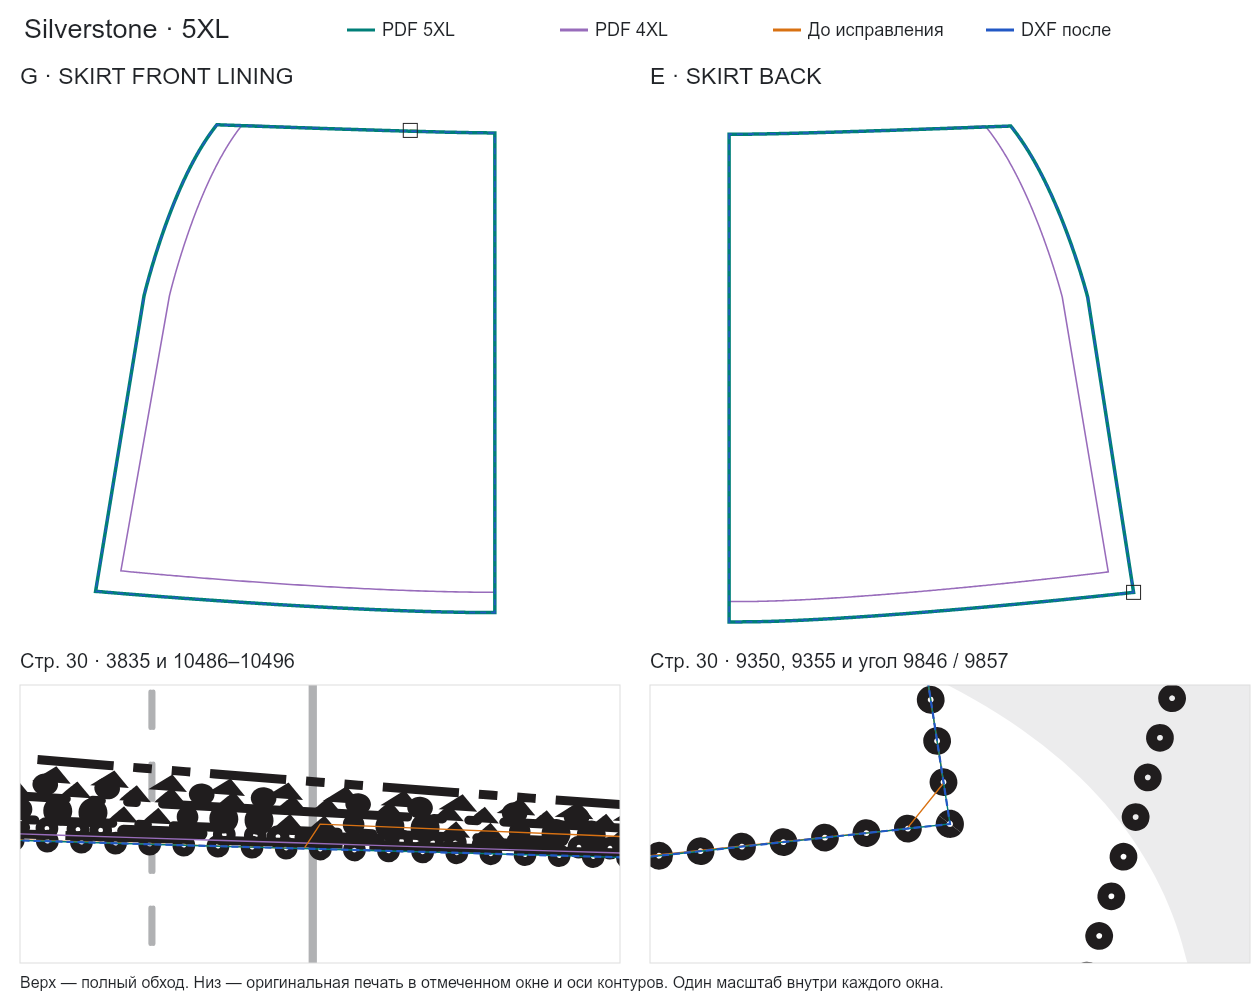 Silverstone · 5XL
PDF 5XL
PDF 4XL
До исправления
DXF после
G · SKIRT FRONT LINING
E · SKIRT BACK
Стр. 30 · 3835 и 10486–10496
Стр. 30 · 9350, 9355 и угол 9846 / 9857
Верх — полный обход. Низ — оригинальная печать в отмеченном окне и оси контуров. Один масштаб внутри каждого окна.